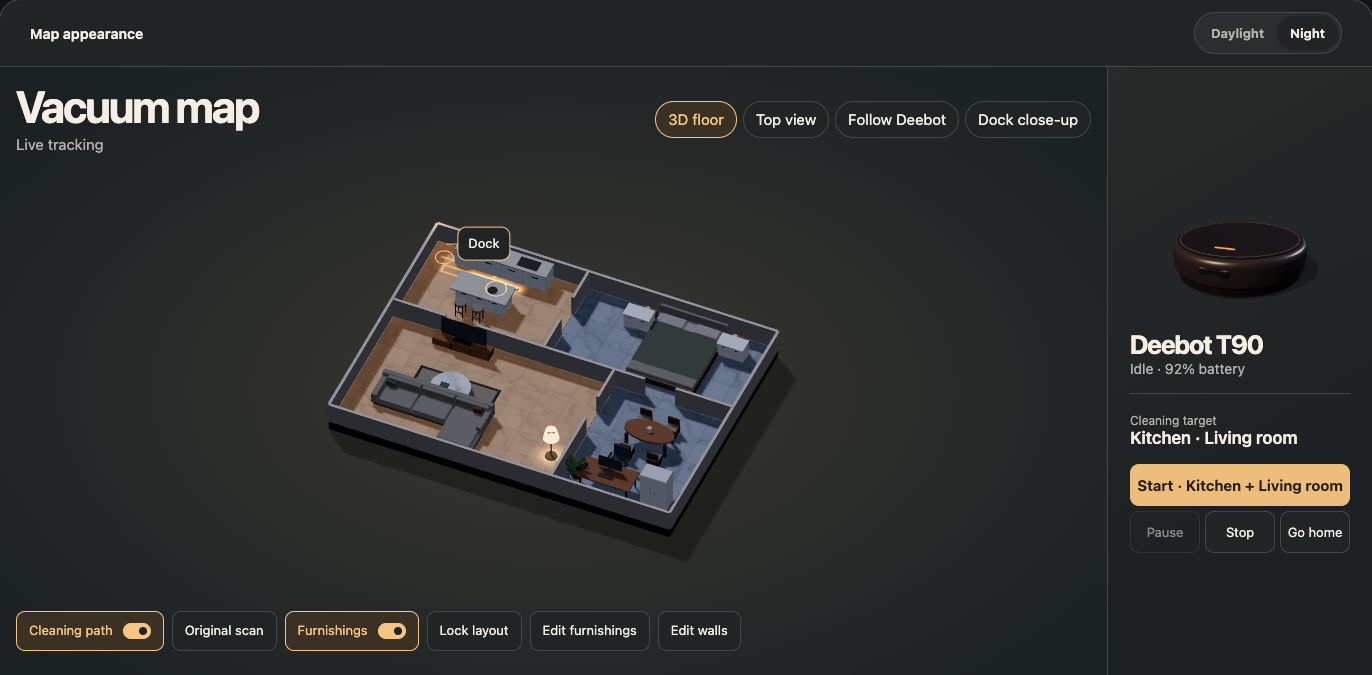 Map appearance
Daylight Night
Vacuum map
Live tracking
3D floor Top view Follow Deebot Dock close-up
Dock
Deebot T90
Idle · 92% battery
Cleaning target
Kitchen · Living room
Start · Kitchen + Living room
Pause Stop Go home
Cleaning path Original scan Furnishings Lock layout Edit furnishings Edit walls